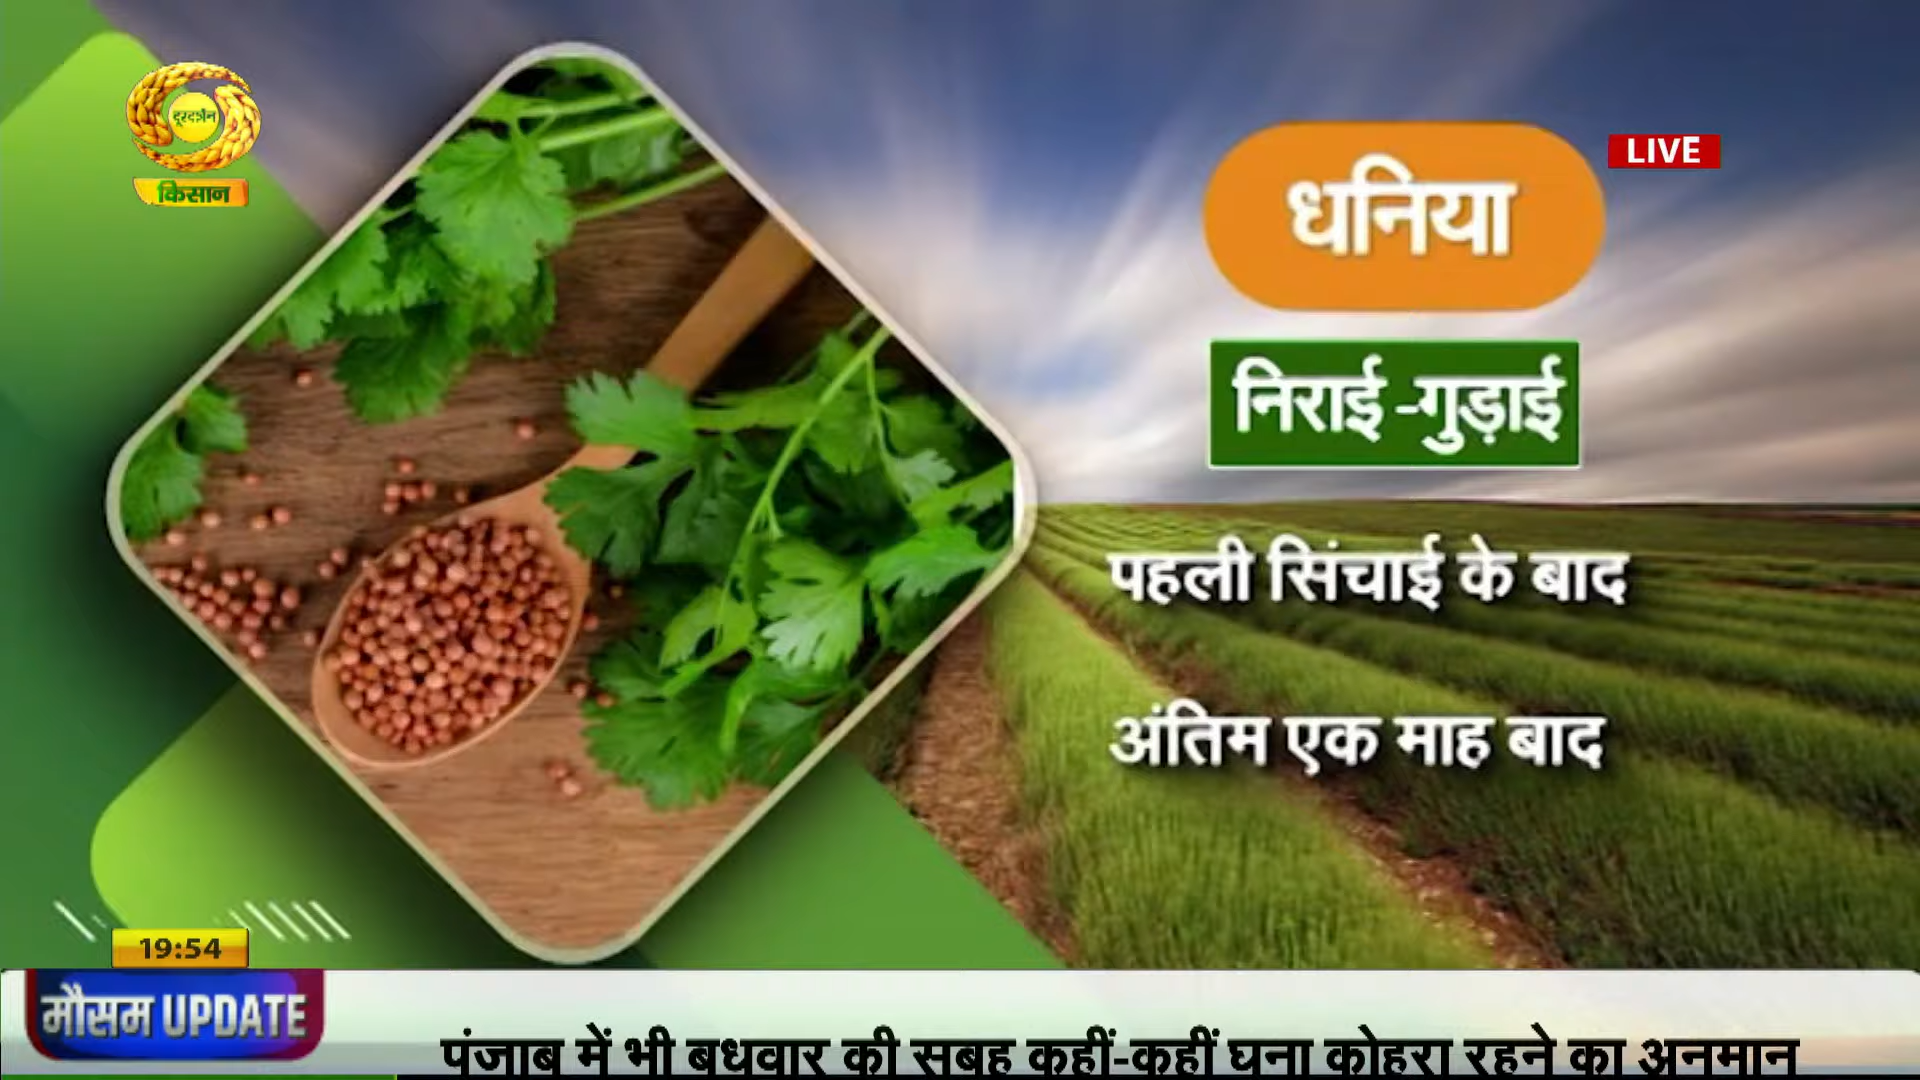 दूरदर्शन
किसान
LIVE
धनिया
निराई-गुड़ाई
पहली सिंचाई के बाद
अंतिम एक माह बाद
19:54
मौसम UPDATE
पंजाब में भी बुधवार की सुबह कहीं-कहीं घना कोहरा रहने का अनुमान